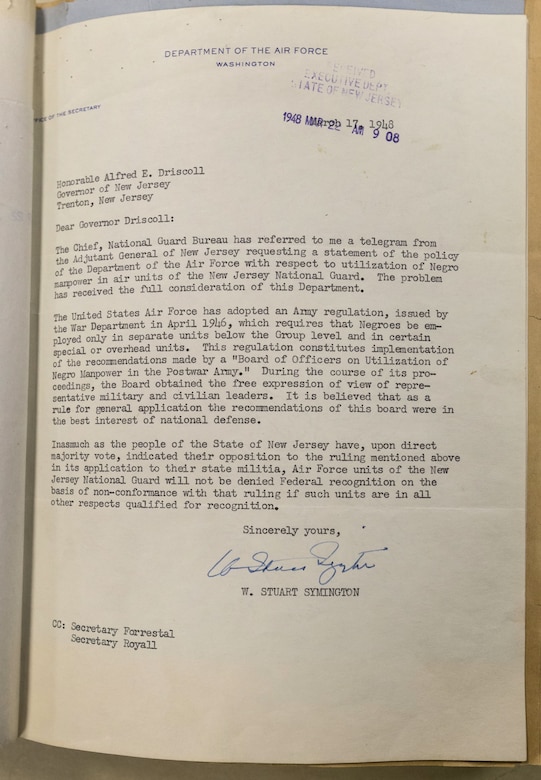 DEPARTMENT OF THE AIR FORCE
WASHINGTON
RECEIVED
EXECUTIVE DEPT.
STATE OF NEW JERSEY
OFFICE OF THE SECRETARY
March 17, 1948
1948 MAR 22 AM 9 08
Honorable Alfred E. Driscoll
Governor of New Jersey
Trenton, New Jersey
Dear Governor Driscoll:
The Chief, National Guard Bureau has referred to me a telegram from
the Adjutant General of New Jersey requesting a statement of the policy
of the Department of the Air Force with respect to utilization of Negro
manpower in air units of the New Jersey National Guard. The problem
has received the full consideration of this Department.
The United States Air Force has adopted an Army regulation, issued by
the War Department in April 1946, which requires that Negroes be em-
ployed only in separate units below the Group level and in certain
special or overhead units. This regulation constitutes implementation
of the recommendations made by a "Board of Officers on Utilization of
Negro Manpower in the Postwar Army." During the course of its pro-
ceedings, the Board obtained the free expression of view of repre-
sentative military and civilian leaders. It is believed that as a
rule for general application the recommendations of this board were in
the best interest of national defense.
Inasmuch as the people of the State of New Jersey have, upon direct
majority vote, indicated their opposition to the ruling mentioned above
in its application to their state militia, Air Force units of the New
Jersey National Guard will not be denied Federal recognition on the
basis of non-conformance with that ruling if such units are in all
other respects qualified for recognition.
Sincerely yours,
W. Stuart Symington
W. STUART SYMINGTON
CC: Secretary Forrestal
Secretary Royall